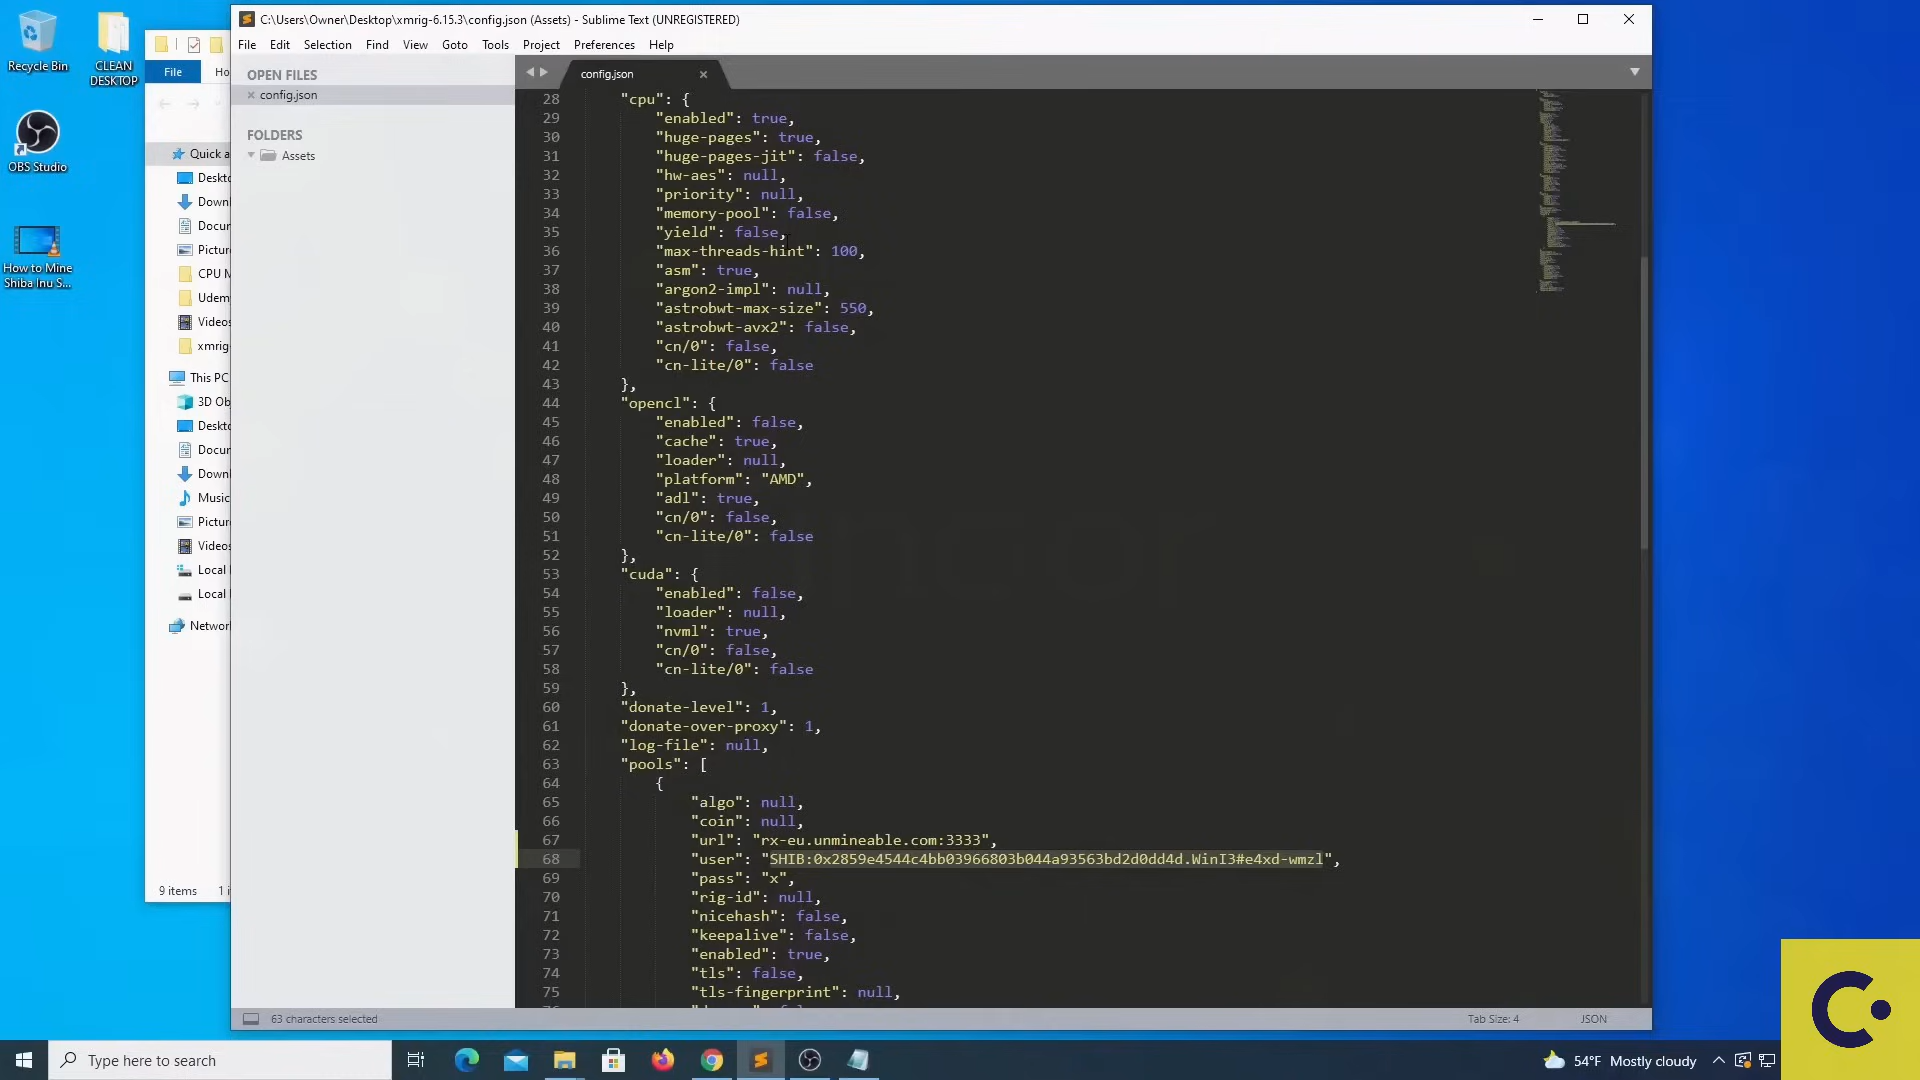 C:\Users\Owner\Desktop\xmrig-6.15.3\config.json (Assets) - Sublime Text (UNREGISTERED)
File Edit Selection Find View Goto Tools Project Preferences Help
Recycle Bin
CLEAN
DESKTOP
OBS Studio
How to Mine
Shiba Inu S...
File Ho
Quick a
Deskto
Down
Docur
Picture
CPU M
Udem
Videos
xmrig-
This PC
3D Obj
Deskto
Docum
Downl
Music
Picture
Videos
Local
Local
Networ
9 items 1 i
OPEN FILES
config.json
FOLDERS
Assets
config.json
28 "cpu": {
29 "enabled": true,
30 "huge-pages": true,
31 "huge-pages-jit": false,
32 "hw-aes": null,
33 "priority": null,
34 "memory-pool": false,
35 "yield": false,
36 "max-threads-hint": 100,
37 "asm": true,
38 "argon2-impl": null,
39 "astrobwt-max-size": 550,
40 "astrobwt-avx2": false,
41 "cn/0": false,
42 "cn-lite/0": false
43 },
44 "opencl": {
45 "enabled": false,
46 "cache": true,
47 "loader": null,
48 "platform": "AMD",
49 "adl": true,
50 "cn/0": false,
51 "cn-lite/0": false
52 },
53 "cuda": {
54 "enabled": false,
55 "loader": null,
56 "nvml": true,
57 "cn/0": false,
58 "cn-lite/0": false
59 },
60 "donate-level": 1,
61 "donate-over-proxy": 1,
62 "log-file": null,
63 "pools": [
64 {
65 "algo": null,
66 "coin": null,
67 "url": "rx-eu.unmineable.com:3333",
68 "user": "SHIB:0x2859e4544c4bb03966803b044a93563bd2d0dd4d.WinI3#e4xd-wmzl",
69 "pass": "x",
70 "rig-id": null,
71 "nicehash": false,
72 "keepalive": false,
73 "enabled": true,
74 "tls": false,
75 "tls-fingerprint": null,
63 characters selected
Tab Size: 4
JSON
Type here to search
54°F Mostly cloudy